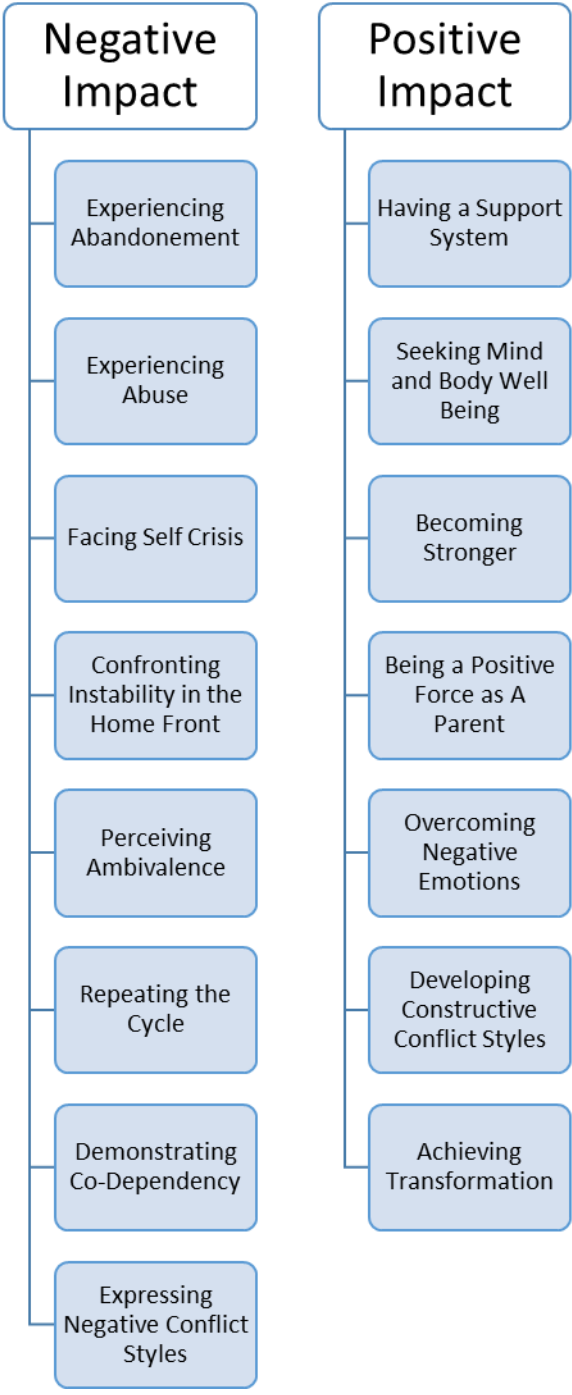 Negative
Impact
Experiencing
Abandonement
Experiencing
Abuse
Facing Self Crisis
Confronting
Instability in the
Home Front
Perceiving
Ambivalence
Repeating the
Cycle
Demonstrating
Co-Dependency
Expressing
Negative Conflict
Styles
Positive
Impact
Having a Support
System
Seeking Mind
and Body Well
Being
Becoming
Stronger
Being a Positive
Force as A
Parent
Overcoming
Negative
Emotions
Developing
Constructive
Conflict Styles
Achieving
Transformation